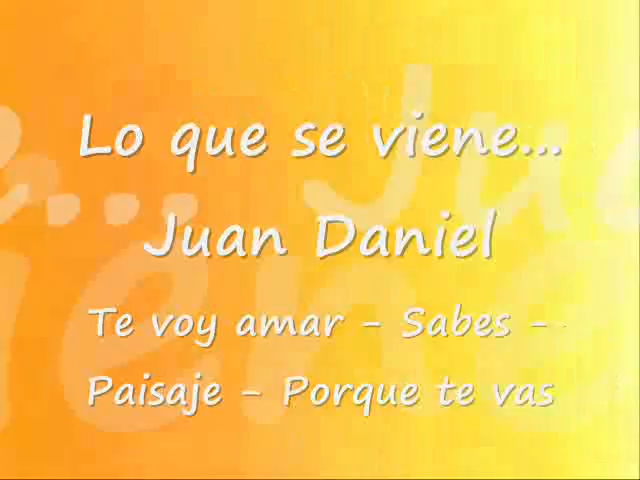 Lo que se viene...
Juan Daniel
Te voy amar - Sabes -
Paisaje - Porque te vas